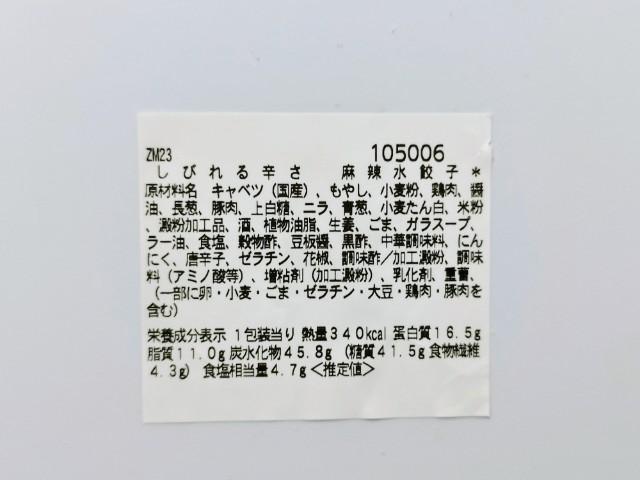 ZM23 105006
しびれる辛さ 麻辣水餃子*
原材料名 キャベツ(国産)、もやし、小麦粉、鶏肉、醤
油、長葱、豚肉、上白糖、ニラ、青葱、小麦たん白、米粉
、澱粉加工品、酒、植物油脂、生姜、ごま、ガラスープ、
ラー油、食塩、穀物酢、豆板醤、黒酢、中華調味料、にん
にく、唐辛子、ゼラチン、花椒、調味酢/加工澱粉、調味
料(アミノ酸等)、増粘剤(加工澱粉)、乳化剤、重曹、
(一部に卵・小麦・ごま・ゼラチン・大豆・鶏肉・豚肉を
含む)
栄養成分表示 1包装当り 熱量340kcal 蛋白質16.5g
脂質11.0g 炭水化物45.8g (糖質41.5g 食物繊維
4.3g) 食塩相当量4.7g<推定値>